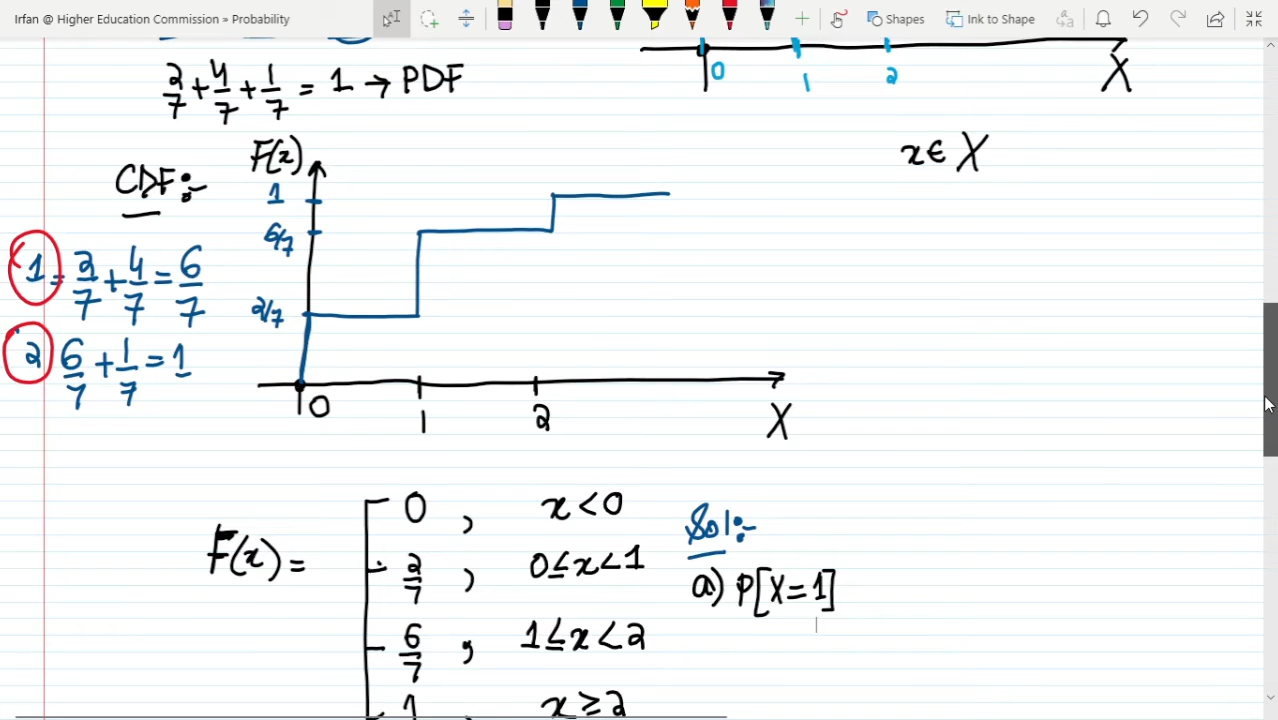 Irfan @ Higher Education Commission » Probability
Shapes
Ink to Shape
0 1 2 X
2/7 + 4/7 + 1/7 = 1 → PDF
x ∈ X
CDF:-
F(x)
1
6/7
2/7
0 1 2 X
1 = 2/7 + 4/7 = 6/7
2 6/7 + 1/7 = 1
F(x) =
0 , x < 0
2/7 , 0 ≤ x < 1
6/7 , 1 ≤ x < 2
1 , x ≥ 2
Sol:-
a) P[X = 1]